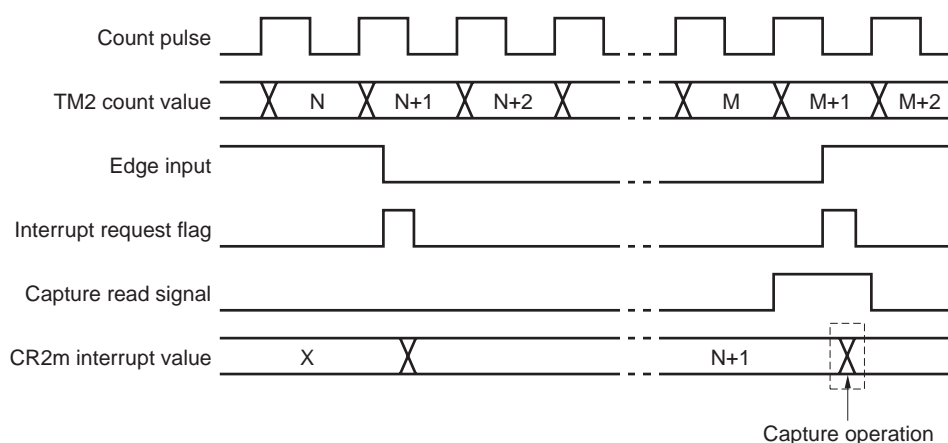 Count pulse
TM2 count value N N+1 N+2 M M+1 M+2
Edge input
Interrupt request flag
Capture read signal
CR2m interrupt value X N+1
Capture operation